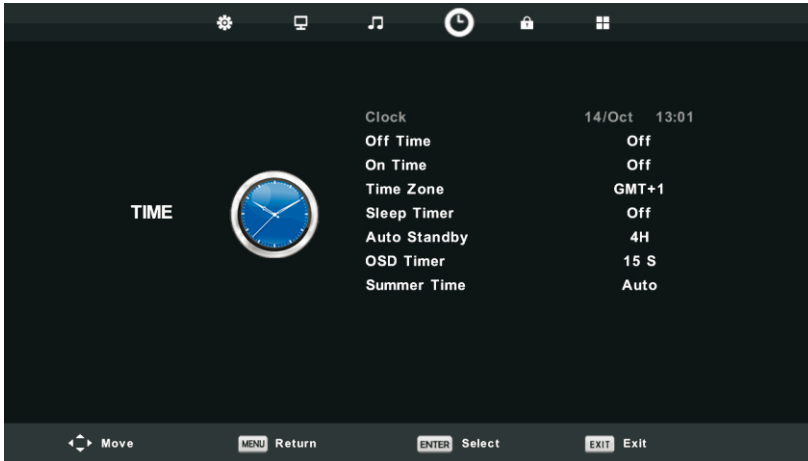 Clock 14/Oct 13:01
Off Time Off
On Time Off
Time Zone GMT+1
TIME Sleep Timer Off
Auto Standby 4H
OSD Timer 15 S
Summer Time Auto
Move MENU Return ENTER Select EXIT Exit